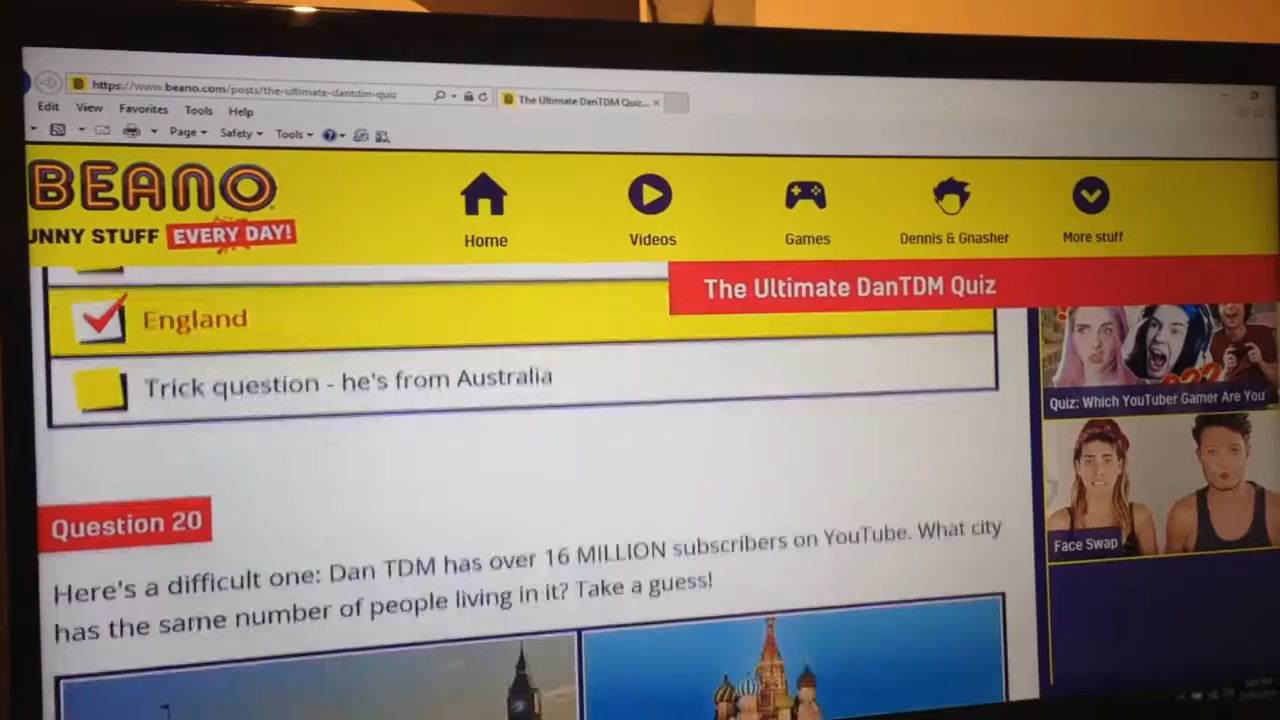 https://www.beano.com/posts/the-ultimate-dantdm-quiz
The Ultimate DanTDM Quiz...
Edit View Favorites Tools Help
Page Safety Tools
BEANO
UNNY STUFF EVERY DAY!
Home
Videos
Games
Dennis & Gnasher
More stuff
The Ultimate DanTDM Quiz
England
Trick question - he's from Australia
Quiz: Which YouTuber Gamer Are You
Face Swap
Question 20
Here's a difficult one: Dan TDM has over 16 MILLION subscribers on YouTube. What city
has the same number of people living in it? Take a guess!